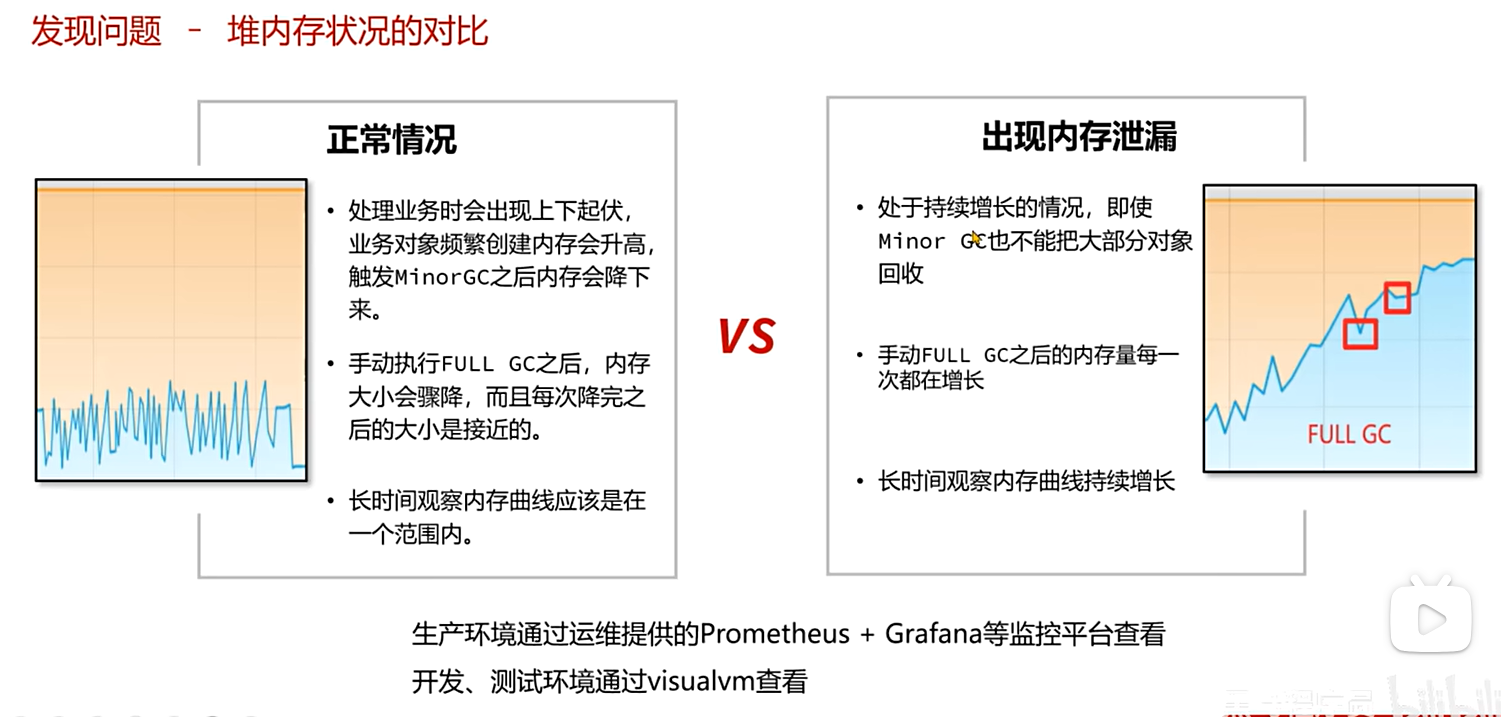 发现问题 - 堆内存状况的对比
正常情况
• 处理业务时会出现上下起伏，
业务对象频繁创建内存会升高，
触发MinorGC之后内存会降下
来。
• 手动执行FULL GC之后，内存
大小会骤降，而且每次降完之
后的大小是接近的。
• 长时间观察内存曲线应该是在
一个范围内。
VS
出现内存泄漏
• 处于持续增长的情况，即使
Minor GC也不能把大部分对象
回收
• 手动FULL GC之后的内存量每一
次都在增长
• 长时间观察内存曲线持续增长
FULL GC
生产环境通过运维提供的Prometheus + Grafana等监控平台查看
开发、测试环境通过visualvm查看
bilibili